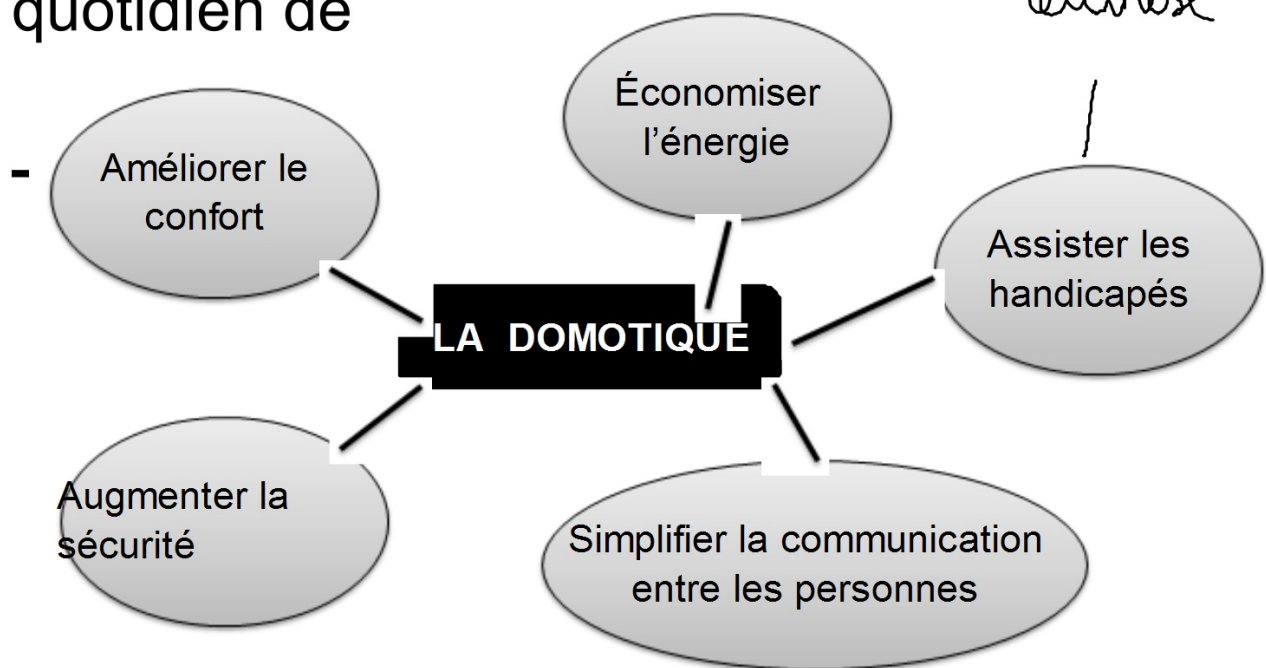 quotidien de
Économiser
l'énergie
-
Améliorer le
confort
Assister les
handicapés
LA DOMOTIQUE
Augmenter la
sécurité
Simplifier la communication
entre les personnes